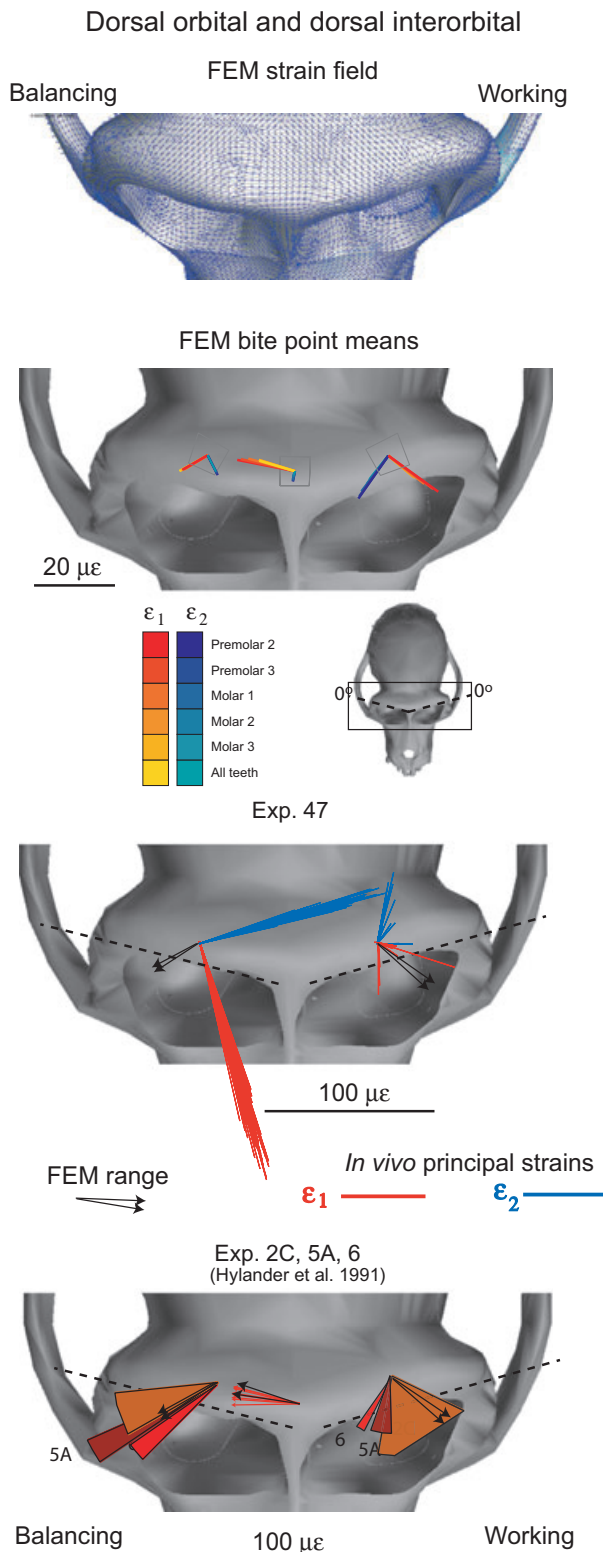 Dorsal orbital and dorsal interorbital
FEM strain field
Balancing
Working
FEM bite point means
20 με
ε1 ε2
Premolar 2
Premolar 3
Molar 1
Molar 2
Molar 3
All teeth
0o 0o
Exp. 47
100 με
FEM range
In vivo principal strains
ε1 ε2
Exp. 2C, 5A, 6
(Hylander et al. 1991)
5A
6
5A
Balancing 100 με Working